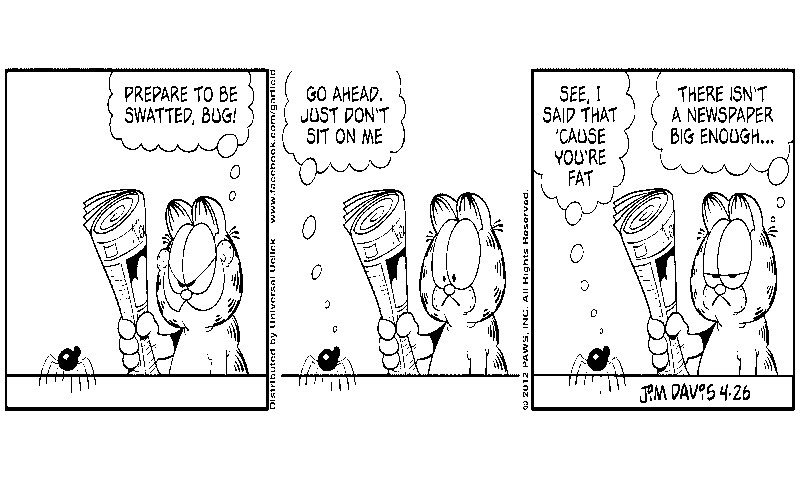 PREPARE TO BE
SWATTED, BUG!
www.facebook.com/garfield
Distributed by Universal Uclick
GO AHEAD.
JUST DON'T
SIT ON ME
© 2012 PAWS, INC. All Rights Reserved.
SEE, I
SAID THAT
'CAUSE
YOU'RE
FAT
THERE ISN'T
A NEWSPAPER
BIG ENOUGH...
JIM DAVIS 4·26